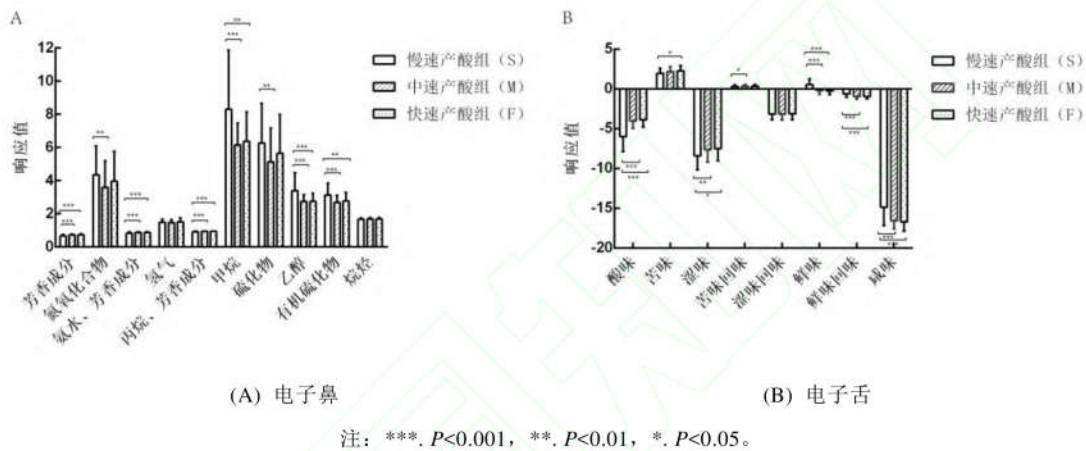 A
B
12
10
8
6
4
2
0
响应值
慢速产酸组（S）
中速产酸组（M）
快速产酸组（F）
** *** ** ** *** *** *** *** *** *** ** *** *** ***
芳香成分
氮氧化合物
氨水、芳香成分
氢气
丙烷、芳香成分
甲烷
硫化物
乙醇
有机硫化物
烷烃
5
0
-5
-10
-15
-20
响应值
慢速产酸组（S）
中速产酸组（M）
快速产酸组（F）
* * *** *** *** *** *** *** ** * *** ***
酸味
苦味
涩味
苦味回味
涩味回味
鲜味
鲜味回味
咸味
(A) 电子鼻
(B) 电子舌
注：***. P<0.001，**. P<0.01，*. P<0.05。